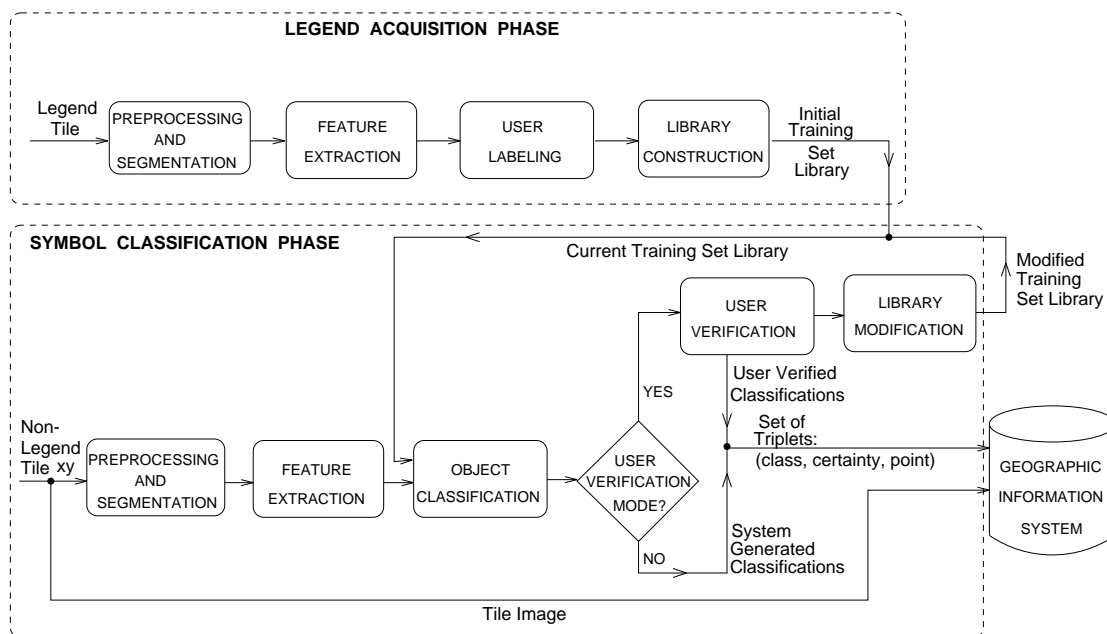 LEGEND ACQUISITION PHASE
Legend
Tile
PREPROCESSING
AND
SEGMENTATION
FEATURE
EXTRACTION
USER
LABELING
LIBRARY
CONSTRUCTION
Initial
Training
Set
Library
SYMBOL CLASSIFICATION PHASE
Current Training Set Library
Modified
Training
Set Library
USER
VERIFICATION
LIBRARY
MODIFICATION
YES
User Verified
Classifications
Non-
Legend
Tile xy
PREPROCESSING
AND
SEGMENTATION
FEATURE
EXTRACTION
OBJECT
CLASSIFICATION
USER
VERIFICATION
MODE?
Set of
Triplets:
(class, certainty, point)
GEOGRAPHIC
INFORMATION
SYSTEM
NO
System
Generated
Classifications
Tile Image